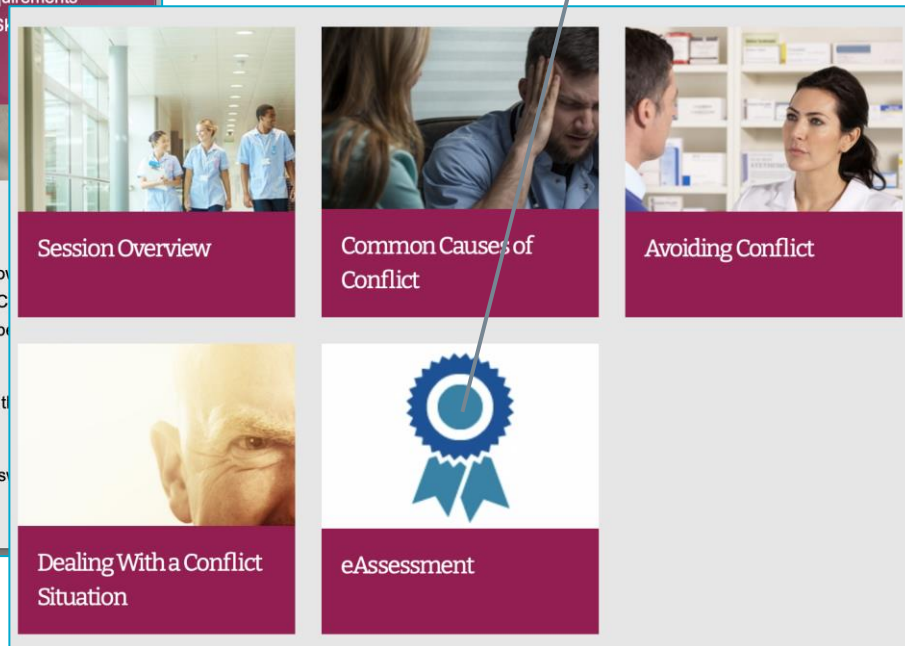 Session Overview
Common Causes of
Conflict
Avoiding Conflict
Dealing With a Conflict
Situation
eAssessment